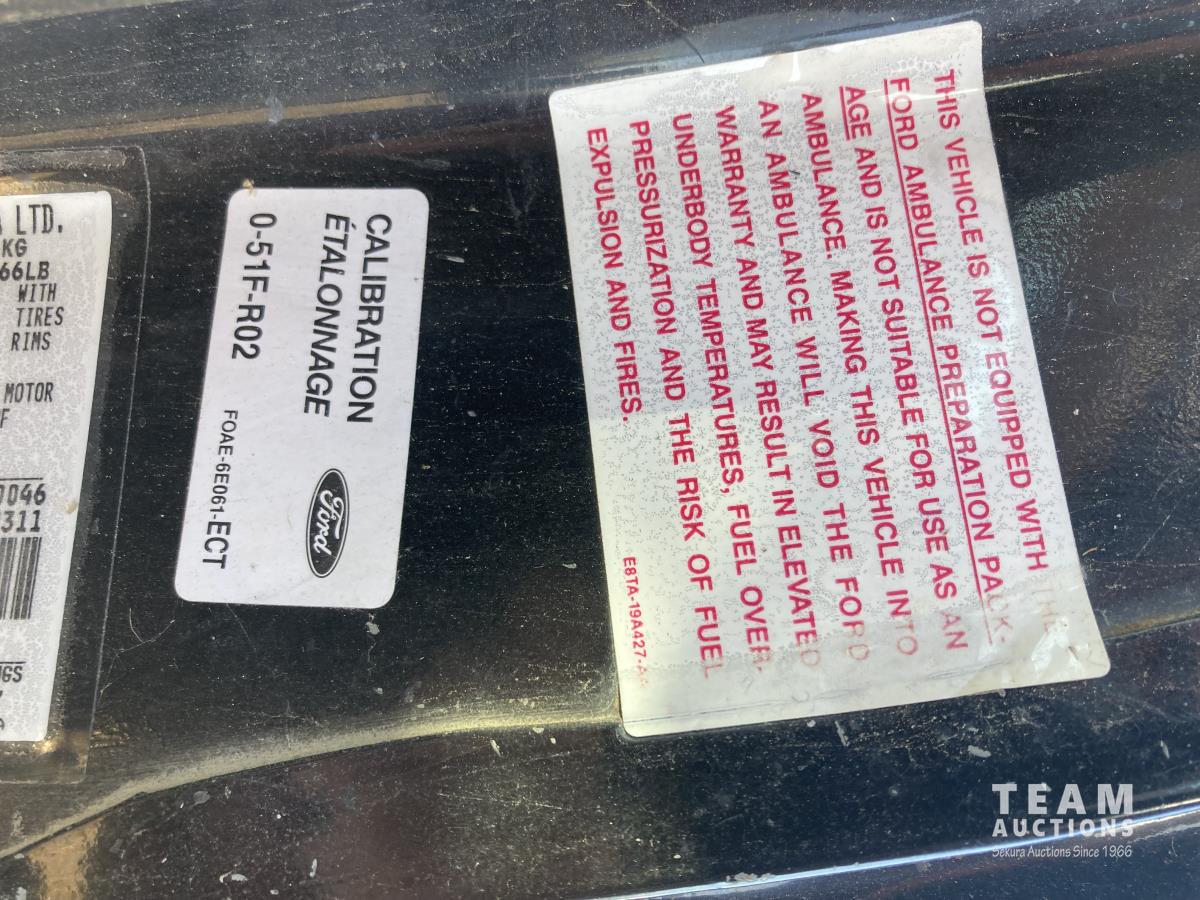 LTD.
KG
66LB
WITH
TIRES
RIMS
MOTOR
F
0046
311
GS
CALIBRATION
ÉTALONNAGE
0-51F-R02
Ford
FOAE-6E061-ECT
THIS VEHICLE IS NOT EQUIPPED WITH THE
FORD AMBULANCE PREPARATION PACK-
AGE AND IS NOT SUITABLE FOR USE AS AN
AMBULANCE. MAKING THIS VEHICLE INTO
AN AMBULANCE WILL VOID THE FORD
WARRANTY AND MAY RESULT IN ELEVATED
UNDERBODY TEMPERATURES, FUEL OVER-
PRESSURIZATION AND THE RISK OF FUEL
EXPULSION AND FIRES.
E8TA-19A427-
TEAM
AUCTIONS
Sekura Auctions Since 1966